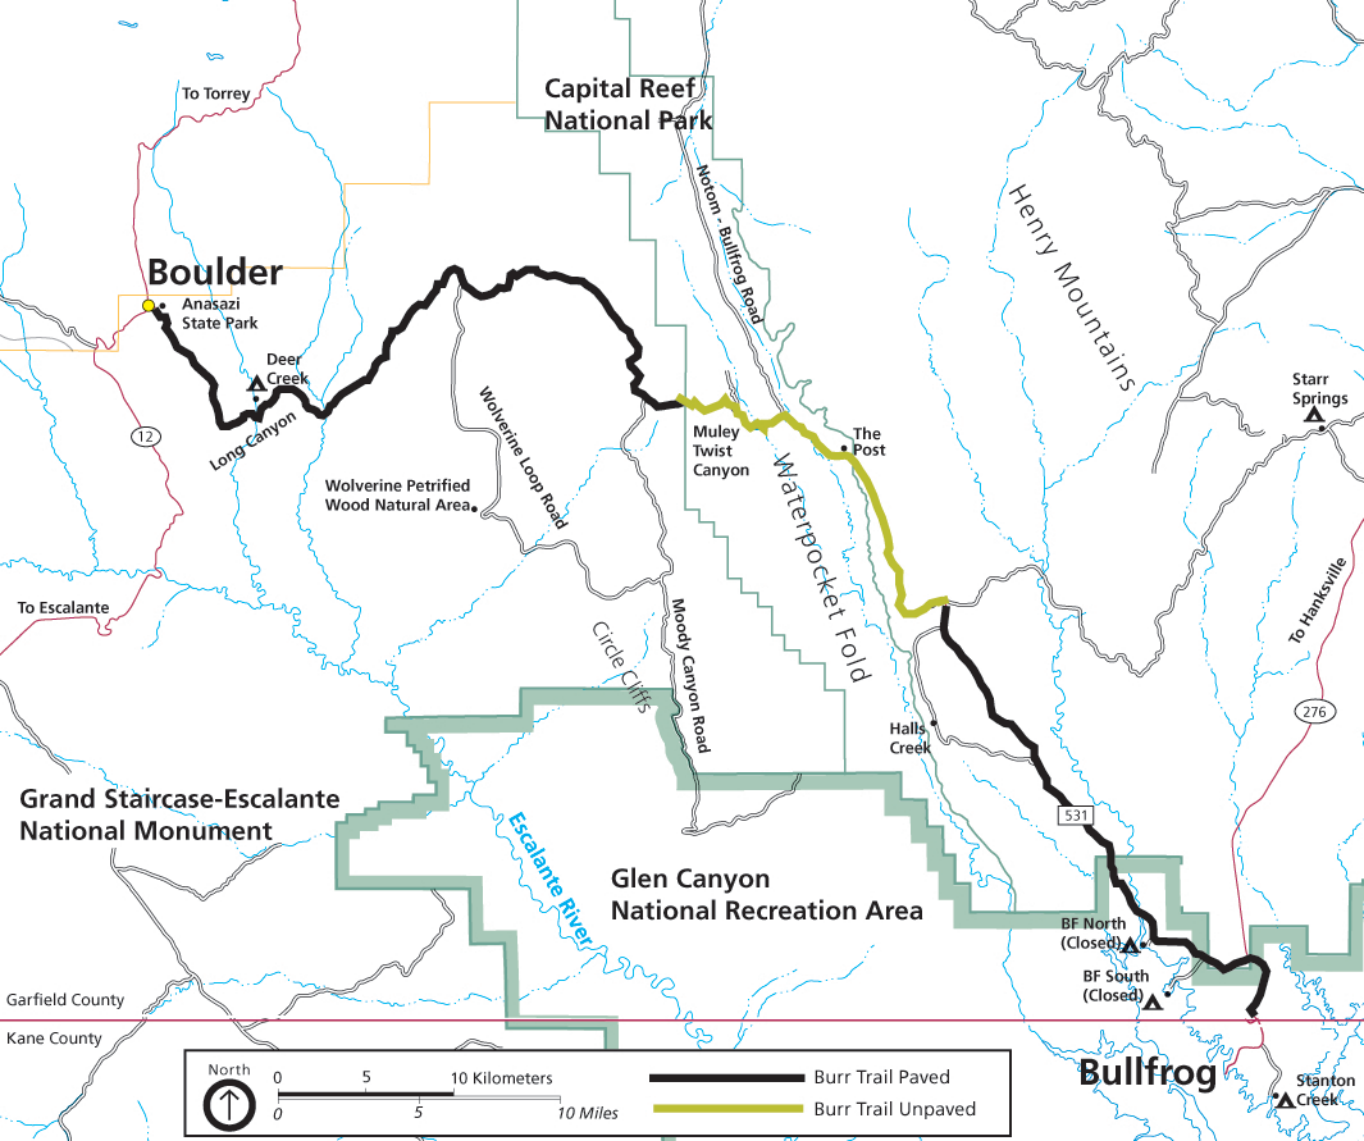 Capital Reef
National Park
To Torrey
Notom - Bullfrog Road
Henry Mountains
Boulder
Anasazi
State Park
Deer
Creek
Long Canyon
12
Starr
Springs
Wolverine Loop Road
Muley
Twist
Canyon
The
Post
Waterpocket Fold
Wolverine Petrified
Wood Natural Area
To Escalante
To Hanksville
Circle Cliffs
Moody Canyon Road
276
Halls
Creek
Grand Staircase-Escalante
National Monument
531
Escalante River
Glen Canyon
National Recreation Area
BF North
(Closed)
BF South
(Closed)
Garfield County
Kane County
Bullfrog
Stanton
Creek
North
0 5 10 Kilometers
0 5 10 Miles
Burr Trail Paved
Burr Trail Unpaved